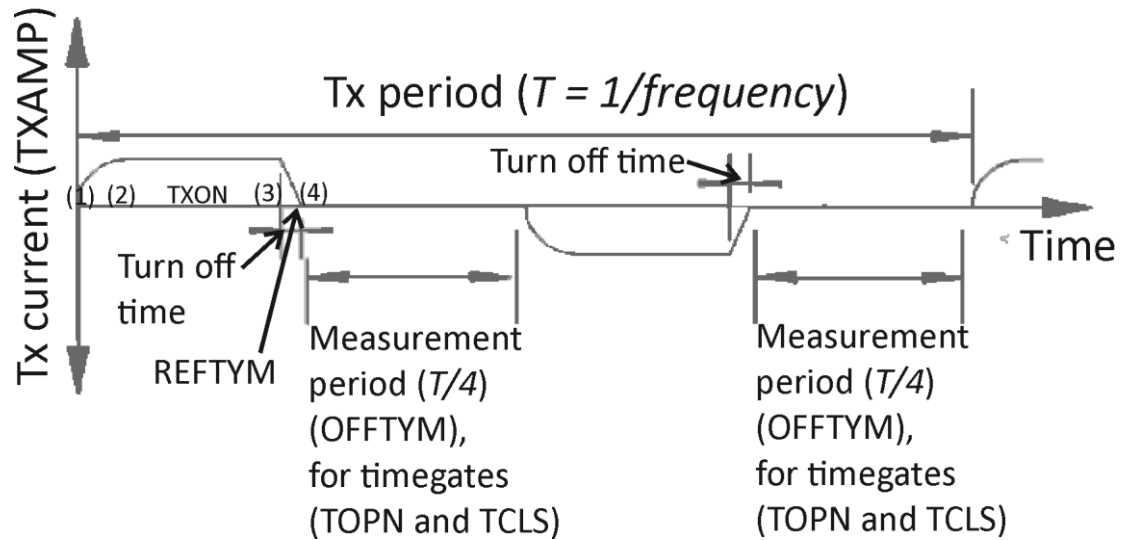 Tx current (TXAMP)
Tx period (T = 1/frequency)
Turn off time
(1) (2) TXON (3) (4)
Time
Turn off
time
REFTYM
Measurement
period (T/4)
(OFFTYM),
for timegates
(TOPN and TCLS)
Measurement
period (T/4)
(OFFTYM),
for timegates
(TOPN and TCLS)